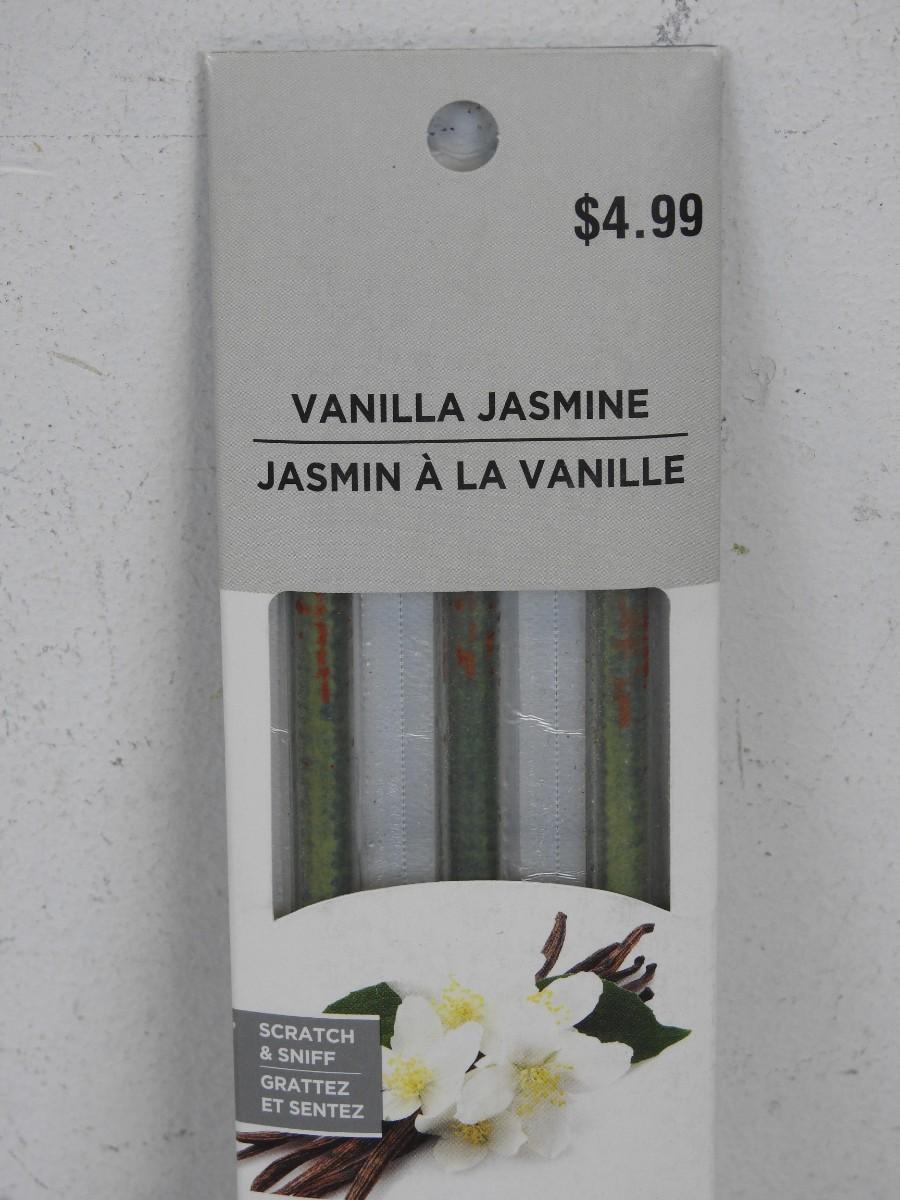 $4.99
VANILLA JASMINE
JASMIN À LA VANILLE
SCRATCH
& SNIFF
GRATTEZ
ET SENTEZ